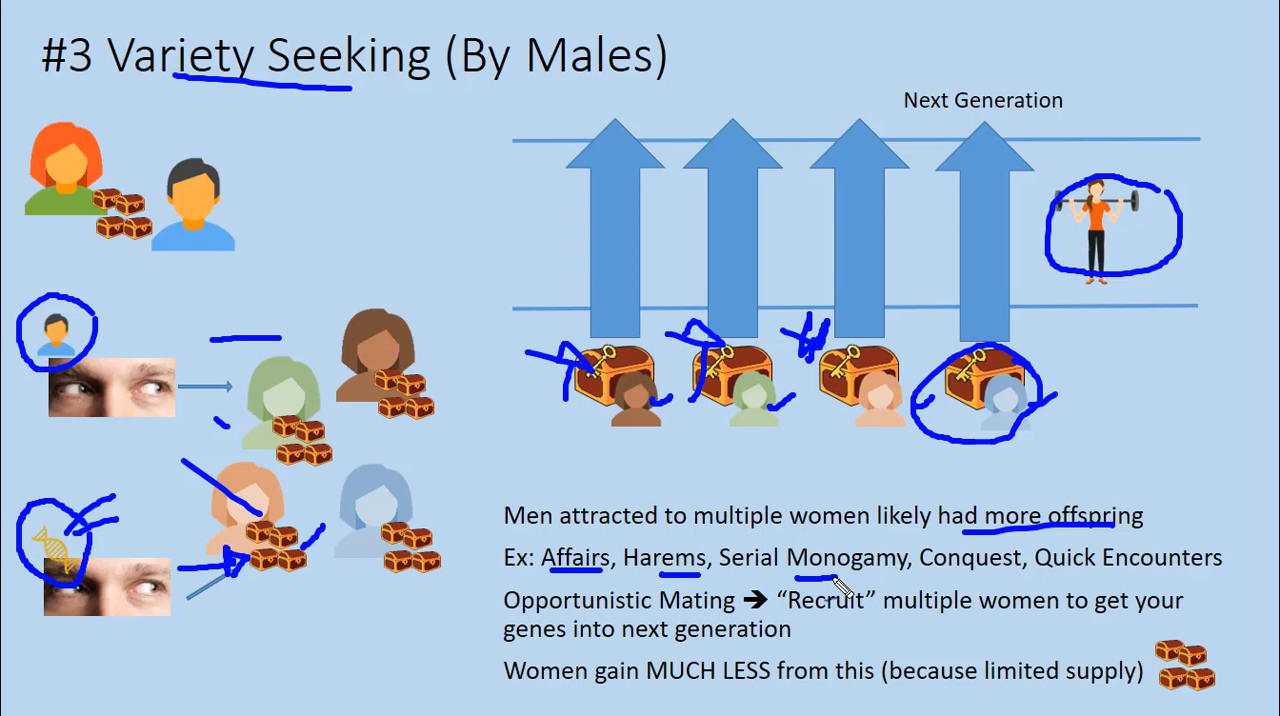 #3 Variety Seeking (By Males)
Next Generation
Men attracted to multiple women likely had more offspring
Ex: Affairs, Harems, Serial Monogamy, Conquest, Quick Encounters
Opportunistic Mating ➔ “Recruit” multiple women to get your
genes into next generation
Women gain MUCH LESS from this (because limited supply)